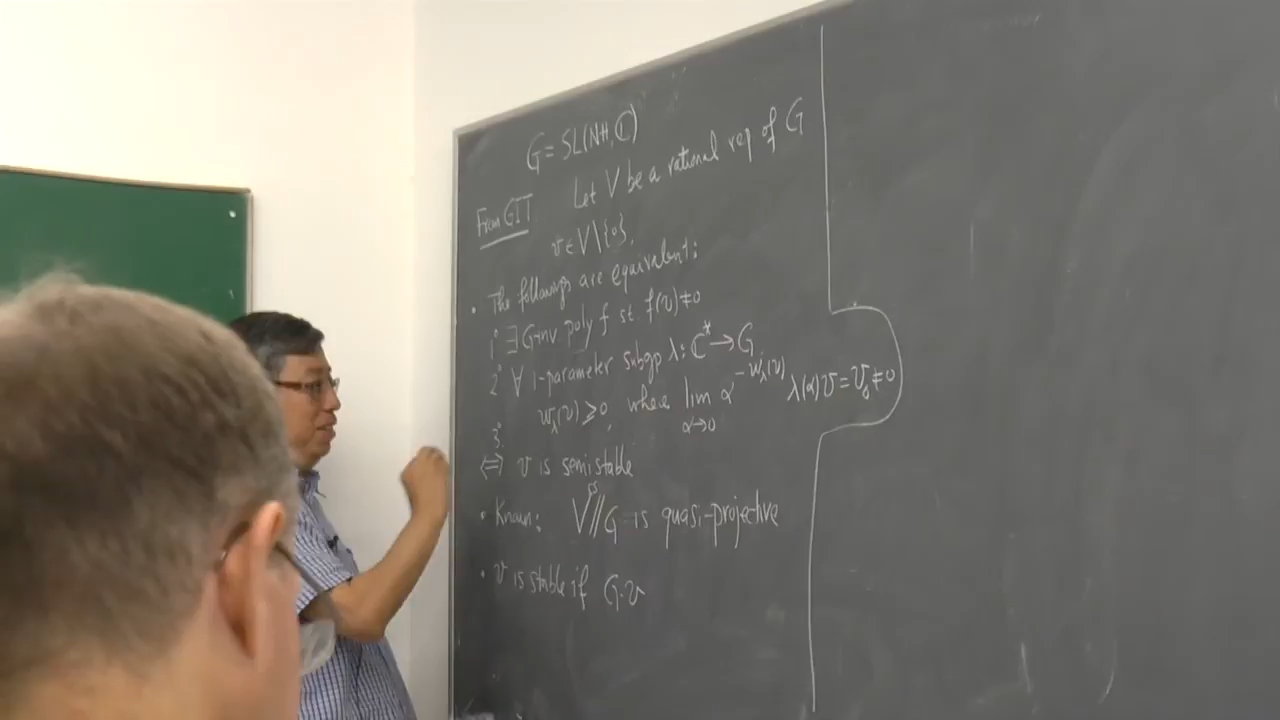 G = SL(N+1, ℂ)
From GIT Let V be a rational rep of G
v ∈ V\{0}.
• The followings are equivalent:
1° ∃ G-inv poly f st. f(v) ≠ 0
2° ∀ 1-parameter subgp λ: ℂ* → G
w_λ(v) ≥ 0, where lim_{α→0} α^{-w_λ(v)} λ(α)v = v_0 ≠ 0
3°
⟺ v is semistable
• Known: V^{ss}//G is quasi-projective
• v is stable if G·v